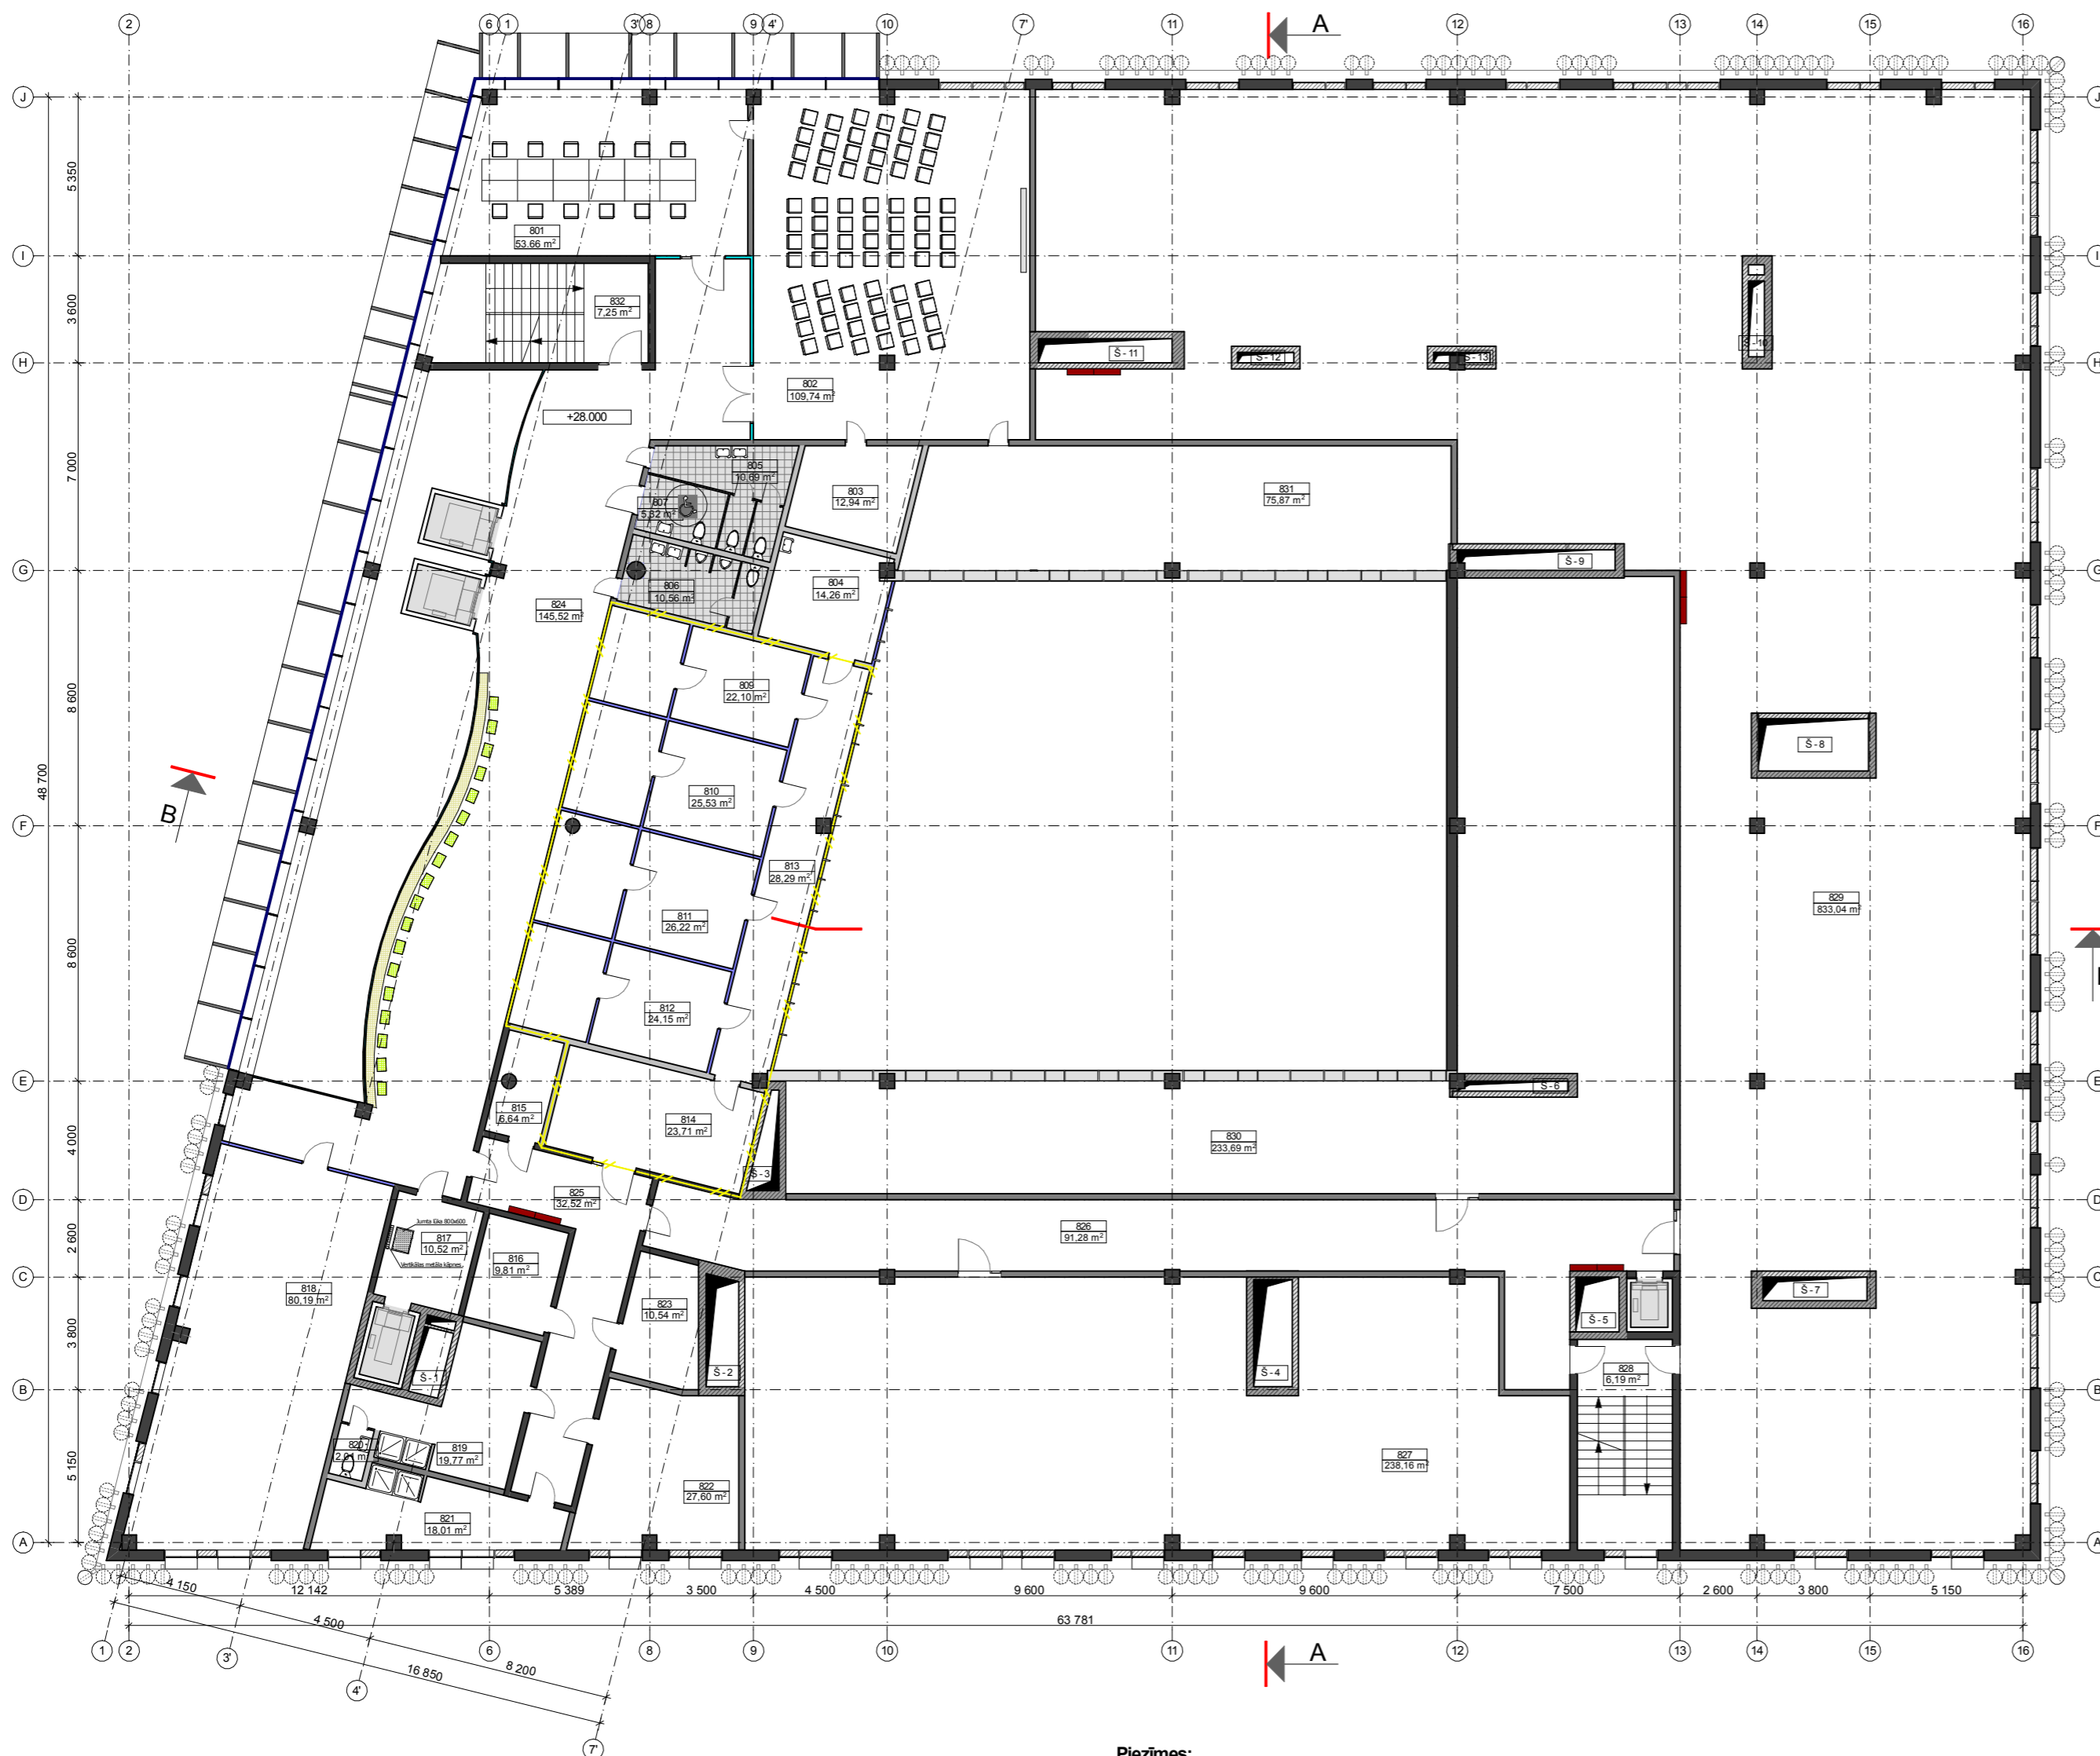 2
6
1
3'
8
9
4'
10
7'
11
A
12
13
14
15
16
J
J
5 350
801
53.66 m²
I
I
832
7,25 m²
3 600
Š - 11
Š - 12
Š - 13
Š - 10
H
H
802
109,74 m²
+28.000
7 000
805
10,69 m²
803
12,94 m²
831
75,87 m²
807
5,32 m²
Š - 9
G
G
804
14,26 m²
806
10,56 m²
824
145,52 m²
809
22,10 m²
8 600
Š - 8
48 700
810
25,53 m²
B
F
F
813
28,29 m²
829
833,04 m²
811
26,22 m²
8 600
812
24,15 m²
E
E
Š - 6
815
6,64 m²
814
23,71 m²
830
233,69 m²
4 000
Š - 3
825
32,52 m²
D
D
Jumta lūka 800x600
826
91,28 m²
2 600
817
10,52 m²
816
9,81 m²
Vertikālas metāla kāpnes
C
C
818
80,19 m²
823
10,54 m²
Š - 7
Š - 5
3 800
Š - 1
Š - 2
Š - 4
828
6,19 m²
B
B
820
2,01 m²
819
19,77 m²
827
238,16 m²
5 150
822
27,60 m²
821
18,01 m²
A
A
4 150
12 142
5 389
3 500
4 500
9 600
9 600
7 500
2 600
3 800
5 150
4 500
63 781
8 200
16 850
1
2
3'
4'
7'
6
8
9
10
11
A
12
13
14
15
16
Piezīmes: